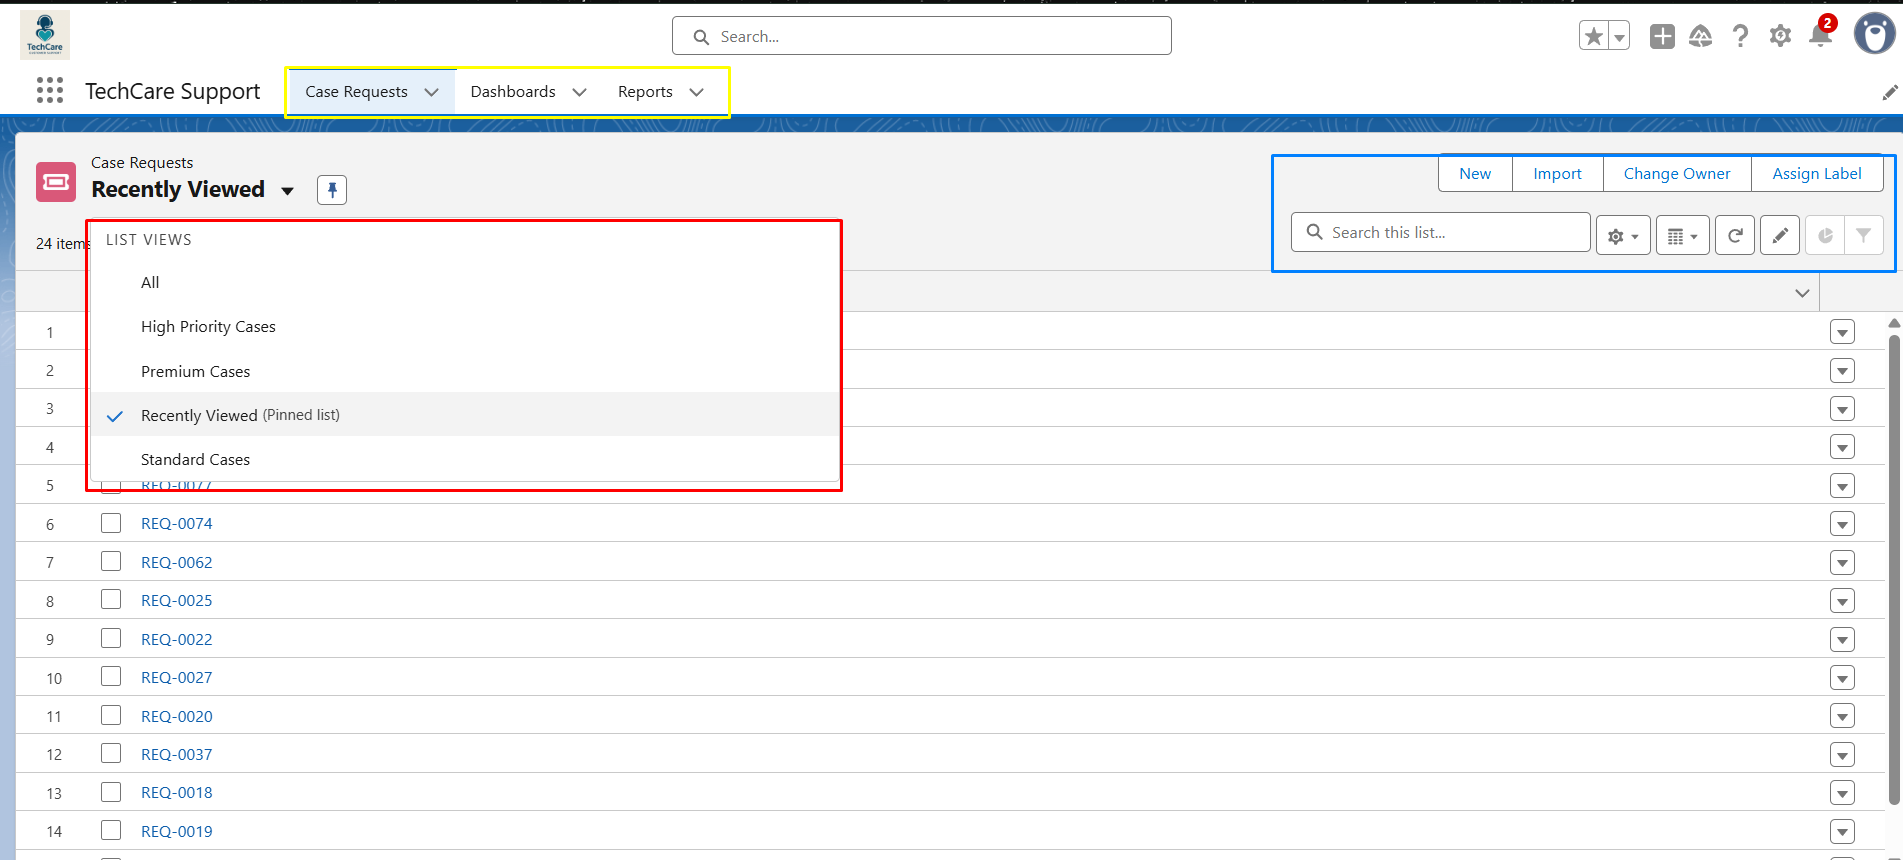 TechCare
CUSTOMER SUPPORT
Search...
2
TechCare Support
Case Requests
Dashboards
Reports
Case Requests
Recently Viewed
New
Import
Change Owner
Assign Label
24 items
Search this list...
LIST VIEWS
All
High Priority Cases
Premium Cases
Recently Viewed (Pinned list)
Standard Cases
1
2
3
4
5 REQ-0077
6 REQ-0074
7 REQ-0062
8 REQ-0025
9 REQ-0022
10 REQ-0027
11 REQ-0020
12 REQ-0037
13 REQ-0018
14 REQ-0019